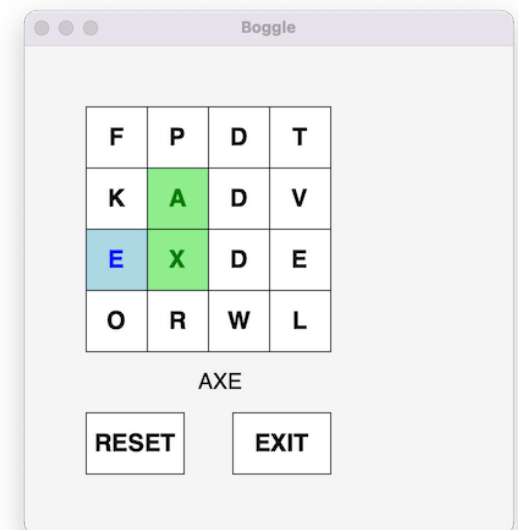 Boggle
F P D T
K A D V
E X D E
O R W L
AXE
RESET EXIT